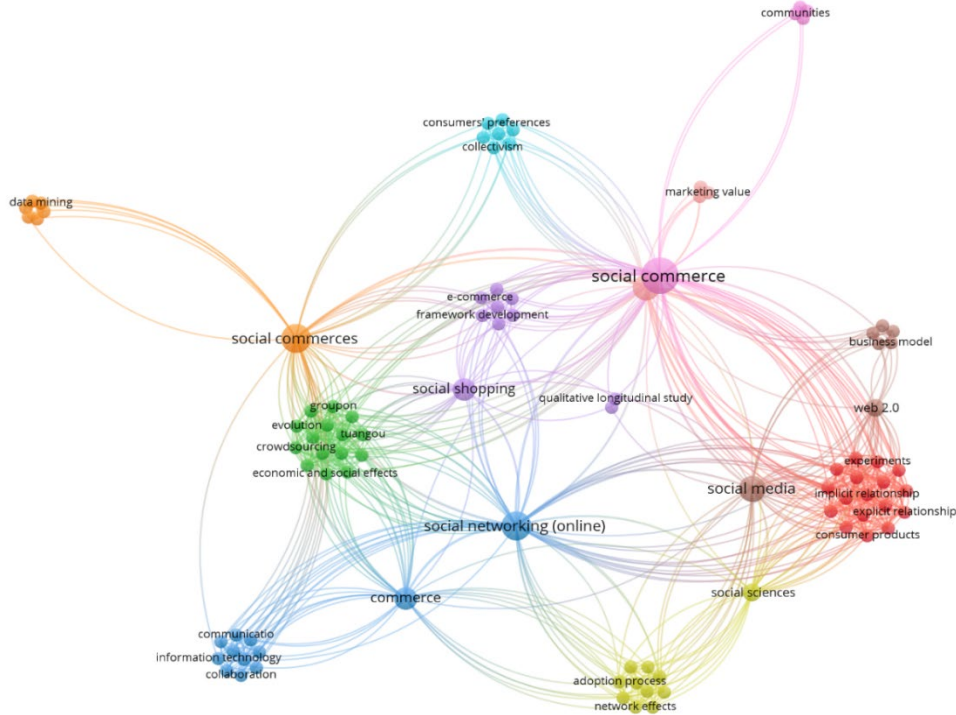 communities
consumers' preferences
collectivism
marketing value
data mining
social commerce
e-commerce
framework development
social commerces
business model
social shopping
qualitative longitudinal study
groupon
web 2.0
evolution
tuangou
crowdsourcing
experiments
economic and social effects
social media
implicit relationship
explicit relationship
social networking (online)
consumer products
social sciences
commerce
communicatio
information technology
collaboration
adoption process
network effects